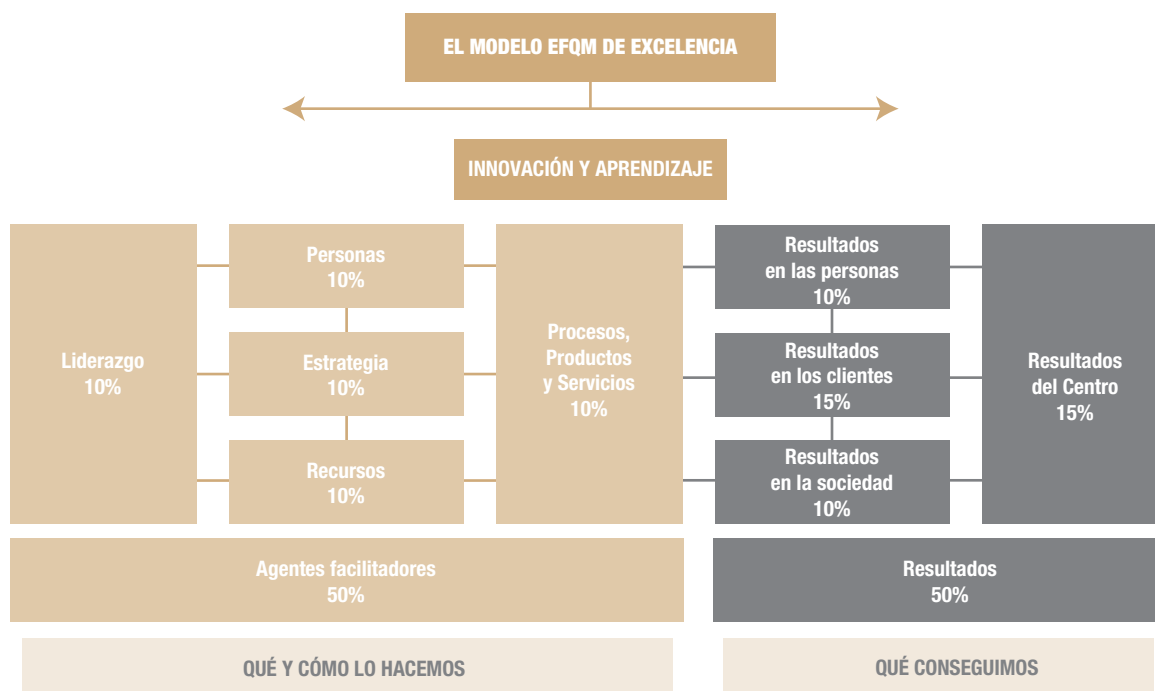 EL MODELO EFQM DE EXCELENCIA
INNOVACIÓN Y APRENDIZAJE
Liderazgo
10%
Personas
10%
Estrategia
10%
Recursos
10%
Procesos,
Productos
y Servicios
10%
Resultados
en las personas
10%
Resultados
en los clientes
15%
Resultados
en la sociedad
10%
Resultados
del Centro
15%
Agentes facilitadores
50%
Resultados
50%
QUÉ Y CÓMO LO HACEMOS
QUÉ CONSEGUIMOS